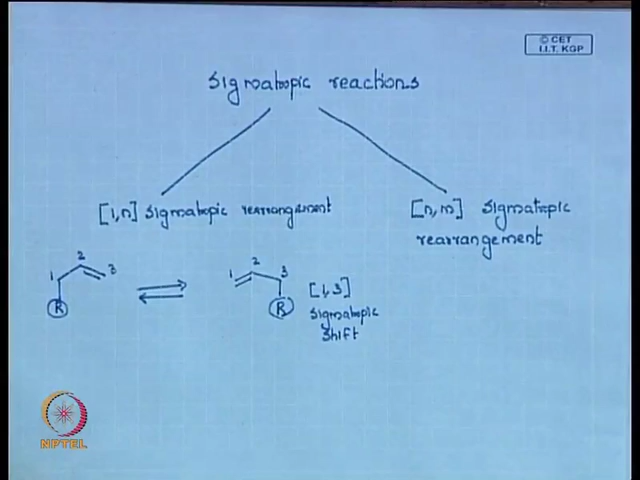 © CET
I.I.T. KGP
Sigmatropic reactions
[1,n] Sigmatropic rearrangement
[n,m] Sigmatropic
rearrangement
1 2 3
R
1 2 3
R
[1,3]
Sigmatopic
Shift
NPTEL